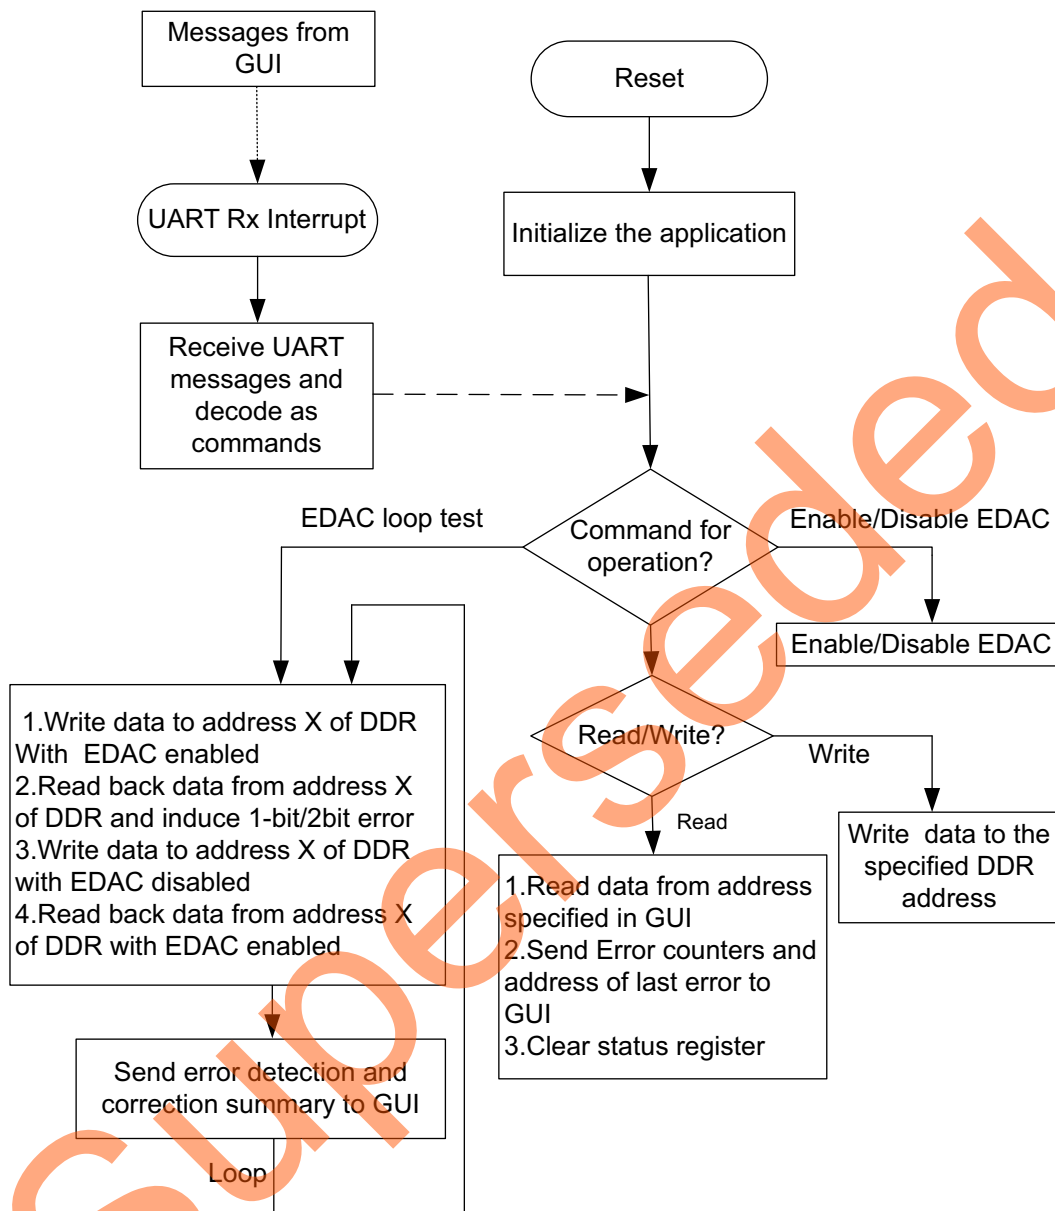 Messages from
GUI
Reset
UART Rx Interrupt
Initialize the application
Receive UART
messages and
decode as
commands
EDAC loop test
Command for
operation?
Enable/Disable EDAC
Enable/Disable EDAC
1.Write data to address X of DDR
With EDAC enabled
2.Read back data from address X
of DDR and induce 1-bit/2bit error
3.Write data to address X of DDR
with EDAC disabled
4.Read back data from address X
of DDR with EDAC enabled
Read/Write?
Write
Read
Write data to the
specified DDR
address
1.Read data from address
specified in GUI
2.Send Error counters and
address of last error to
GUI
3.Clear status register
Send error detection and
correction summary to GUI
Loop
Superseded